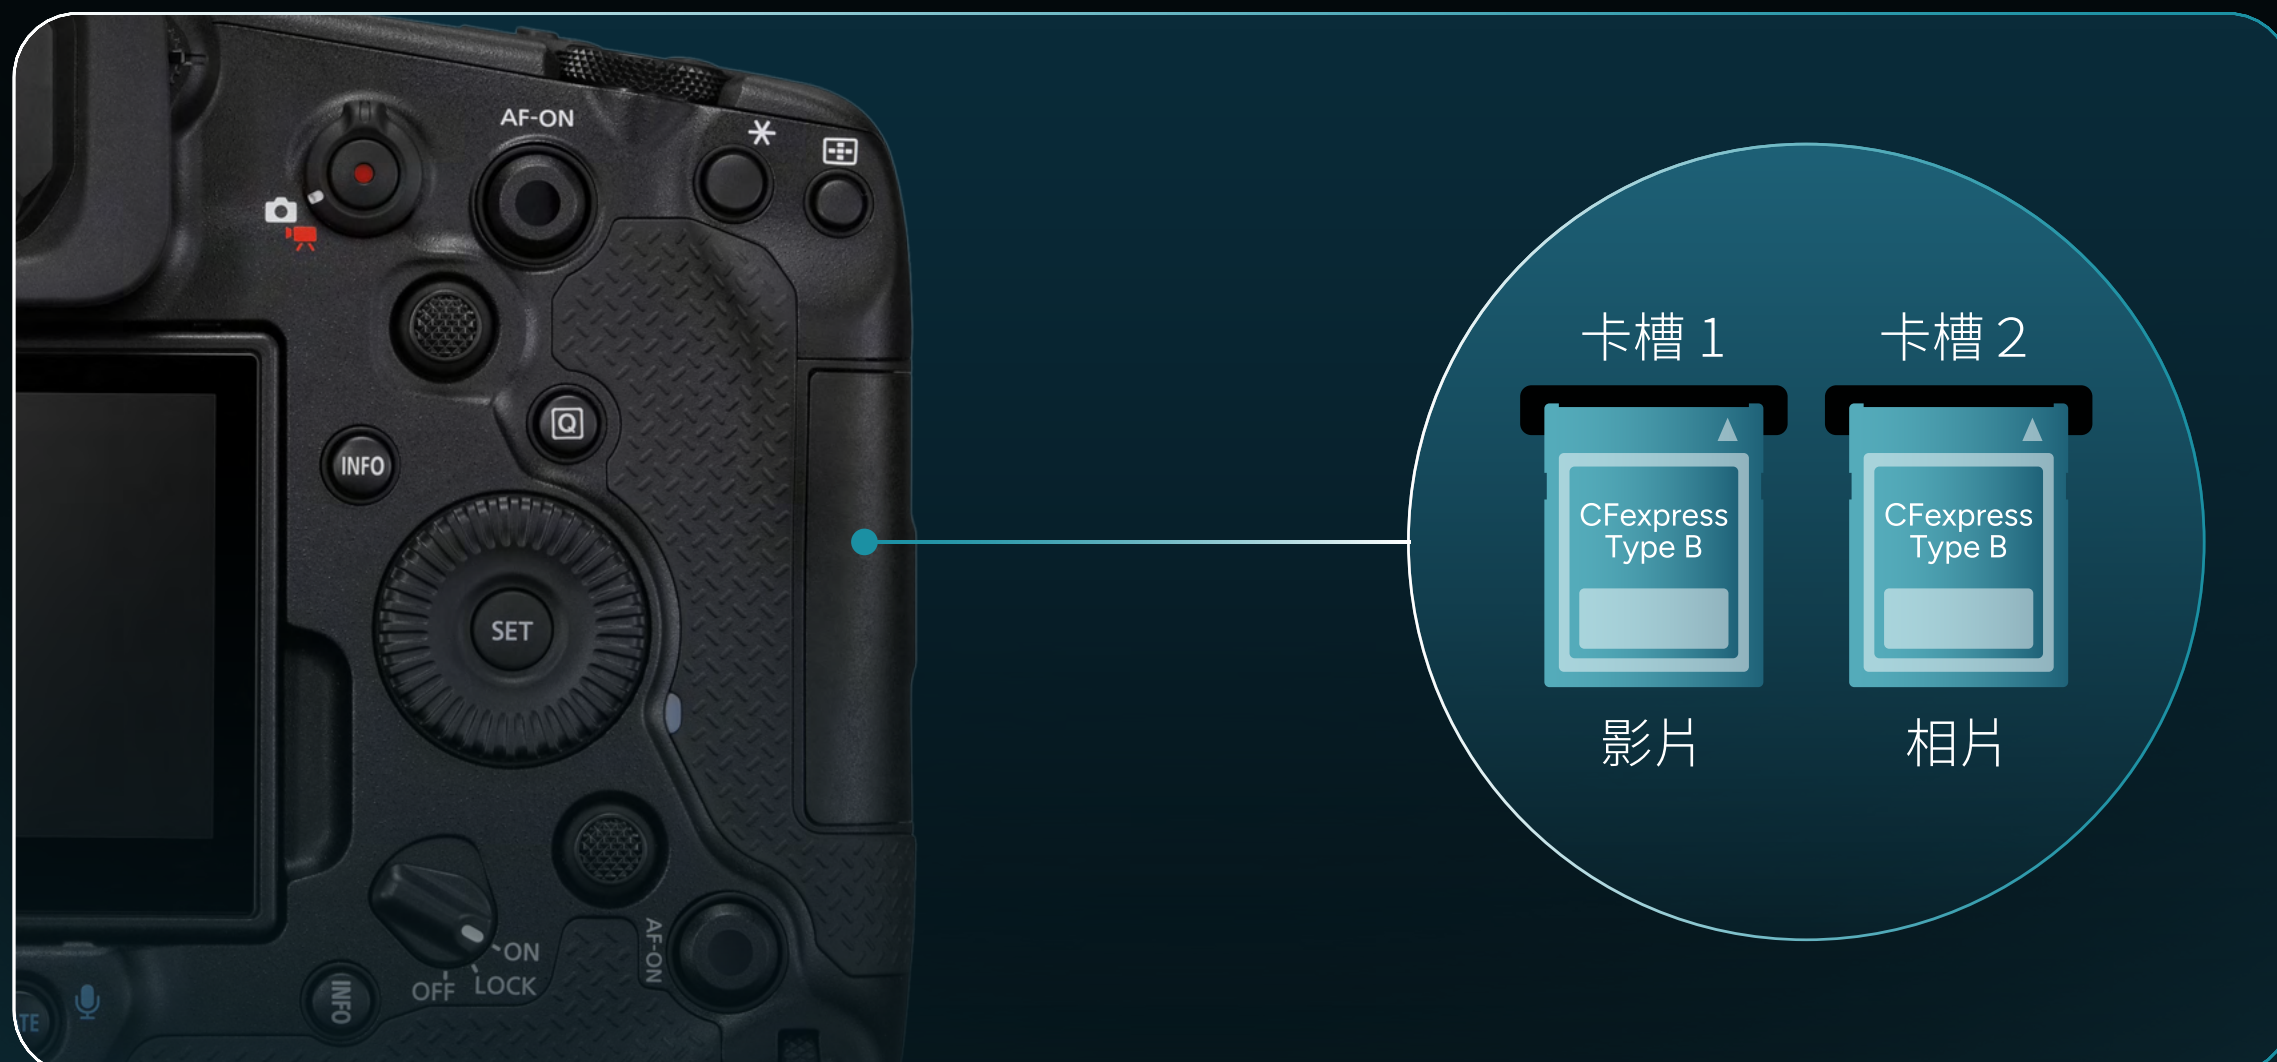 AF-ON
Q
INFO
SET
ON
LOCK
OFF
AF-ON
INFO
TE
卡槽 1
卡槽 2
CFexpress
Type B
CFexpress
Type B
影片
相片